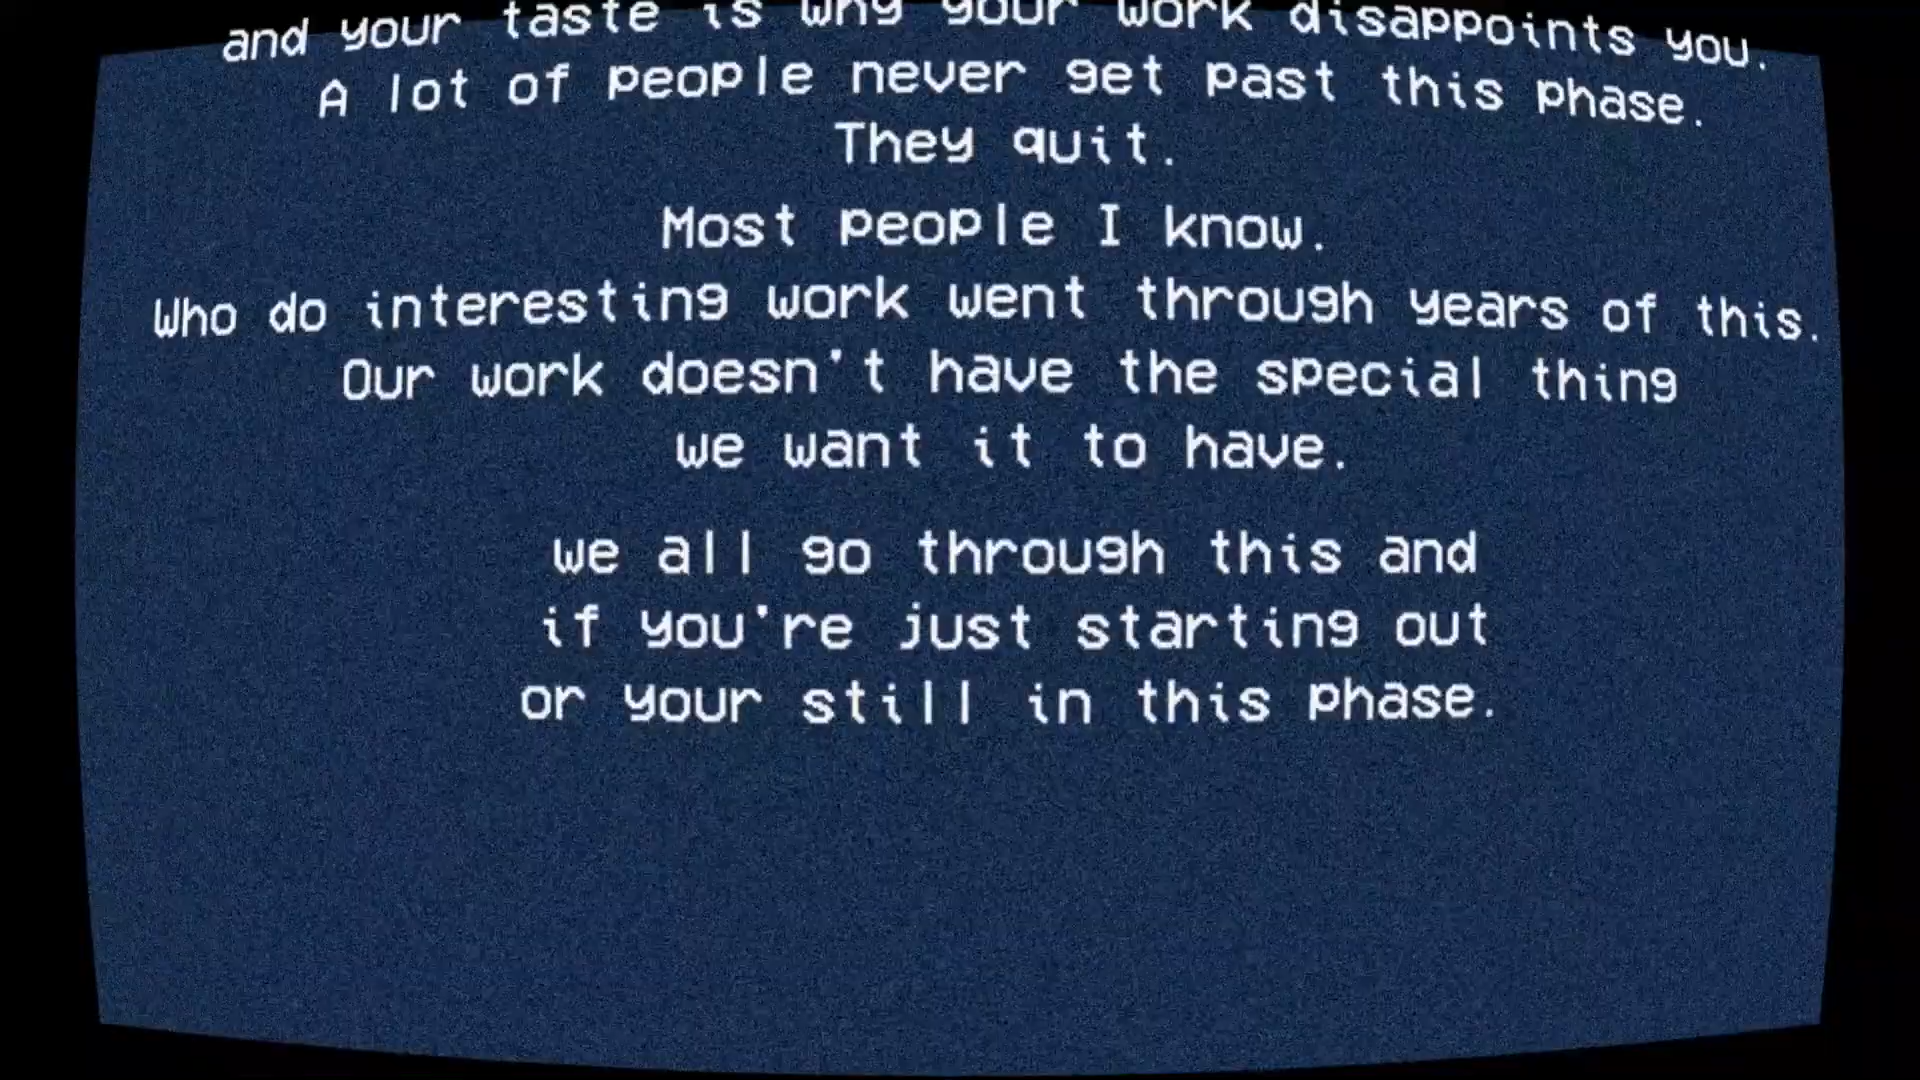 and your taste is why your work disappoints you.
A lot of people never get past this phase.
They quit.
Most people I know.
Who do interesting work went through years of this.
Our work doesn't have the special thing
we want it to have.
we all go through this and
if you're just starting out
or your still in this phase.